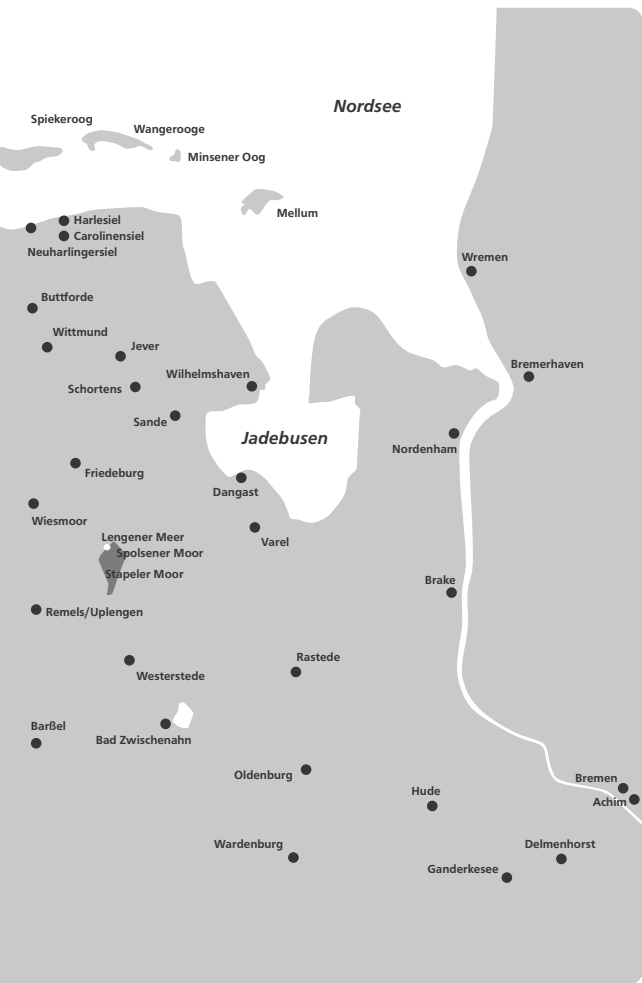 Nordsee
Spiekeroog
Wangerooge
Minsener Oog
Mellum
Harlesiel
Carolinensiel
Neuharlingersiel
Wremen
Buttforde
Wittmund
Jever
Bremerhaven
Wilhelmshaven
Schortens
Sande
Jadebusen
Nordenham
Friedeburg
Dangast
Wiesmoor
Varel
Lengener Meer
Spolsener Moor
Stapeler Moor
Brake
Remels/Uplengen
Rastede
Westerstede
Barßel
Bad Zwischenahn
Oldenburg
Bremen
Hude
Achim
Wardenburg
Delmenhorst
Ganderkesee